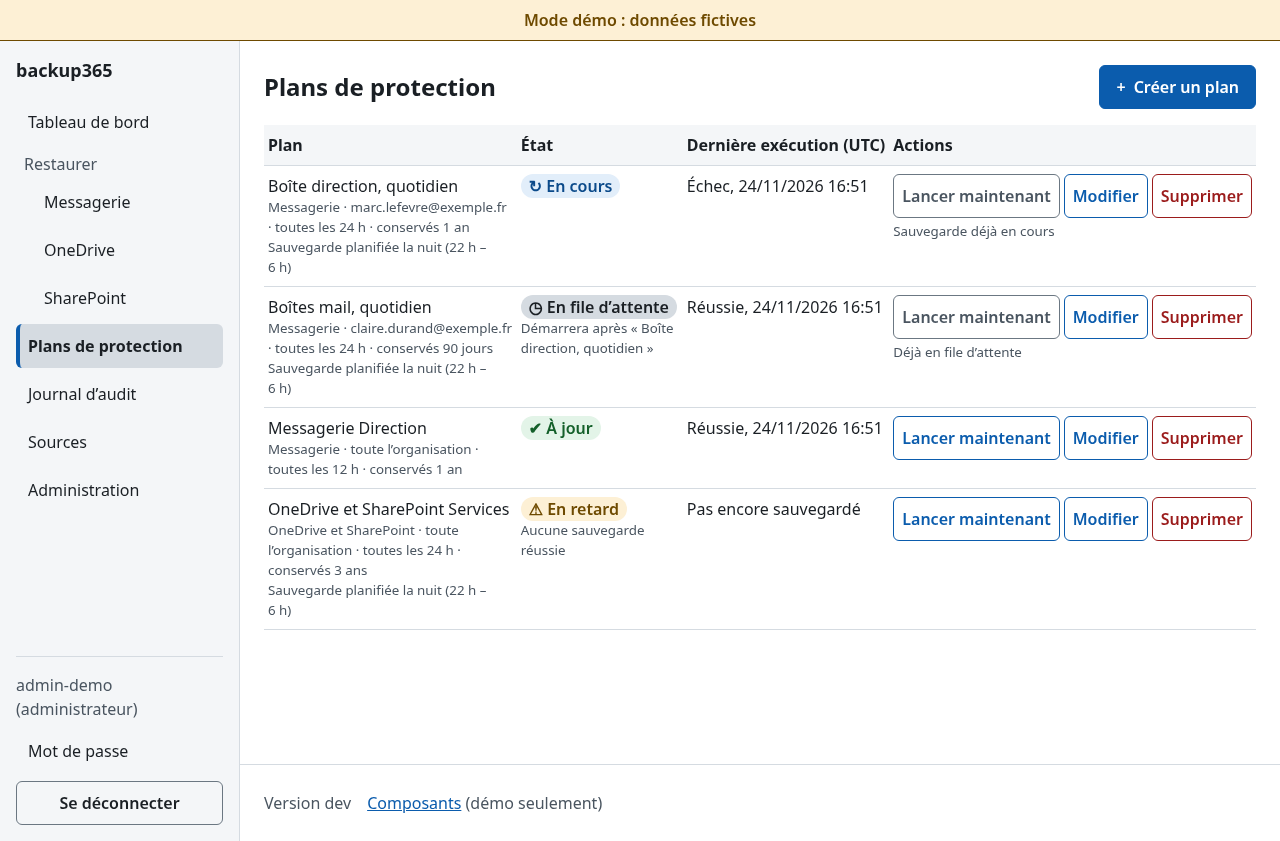 Mode démo : données fictives
backup365
Tableau de bord
Restaurer
Messagerie
OneDrive
SharePoint
Plans de protection
Journal d’audit
Sources
Administration
admin-demo
(administrateur)
Mot de passe
Se déconnecter
Plans de protection
+ Créer un plan
Plan État Dernière exécution (UTC) Actions
Boîte direction, quotidien
Messagerie · marc.lefevre@exemple.fr
· toutes les 24 h · conservés 1 an
Sauvegarde planifiée la nuit (22 h –
6 h)
↻ En cours
Échec, 24/11/2026 16:51
Lancer maintenant Modifier Supprimer
Sauvegarde déjà en cours
Boîtes mail, quotidien
Messagerie · claire.durand@exemple.fr
· toutes les 24 h · conservés 90 jours
Sauvegarde planifiée la nuit (22 h –
6 h)
◷ En file d’attente
Démarrera après « Boîte
direction, quotidien »
Réussie, 24/11/2026 16:51
Lancer maintenant Modifier Supprimer
Déjà en file d’attente
Messagerie Direction
Messagerie · toute l’organisation ·
toutes les 12 h · conservés 1 an
✔ À jour
Réussie, 24/11/2026 16:51
Lancer maintenant Modifier Supprimer
OneDrive et SharePoint Services
OneDrive et SharePoint · toute
l’organisation · toutes les 24 h ·
conservés 3 ans
Sauvegarde planifiée la nuit (22 h –
6 h)
⚠ En retard
Aucune sauvegarde
réussie
Pas encore sauvegardé
Lancer maintenant Modifier Supprimer
Version dev Composants (démo seulement)